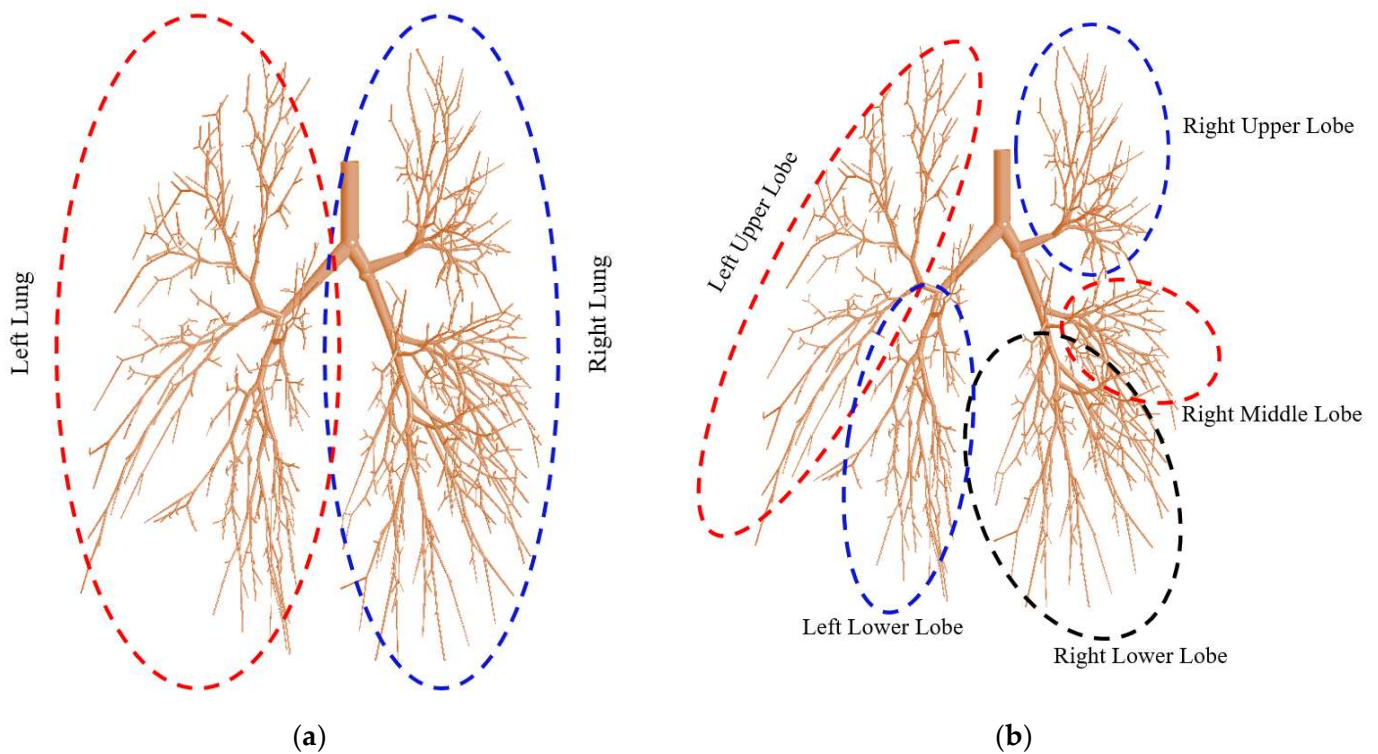 Left Lung
Right Lung
(a)
Left Upper Lobe
Right Upper Lobe
Right Middle Lobe
Left Lower Lobe
Right Lower Lobe
(b)